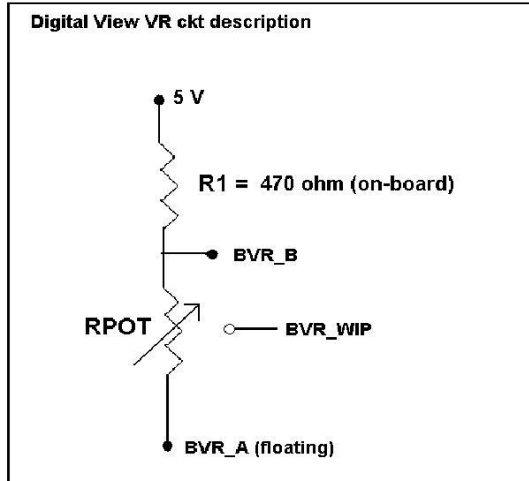 Digital View VR ckt description
5 V
R1 = 470 ohm (on-board)
BVR_B
RPOT
BVR_WIP
BVR_A (floating)